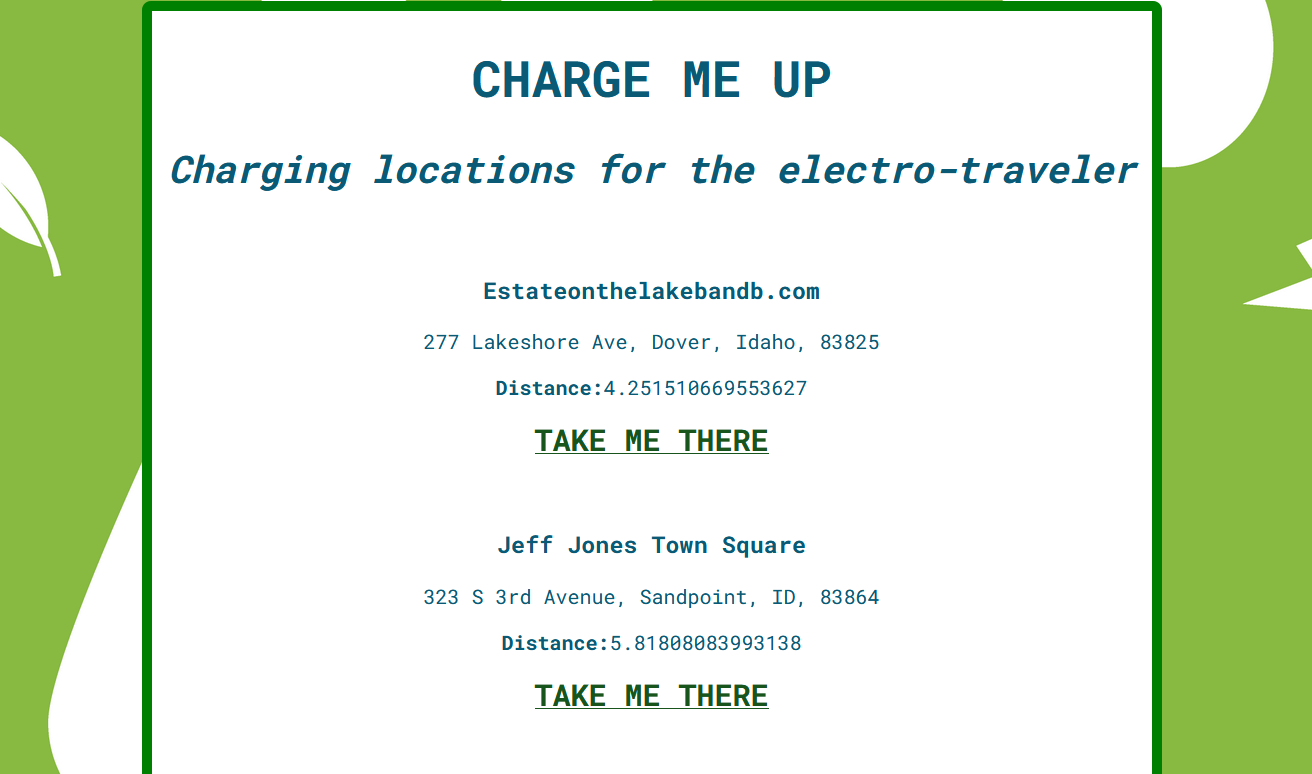 CHARGE ME UP
Charging locations for the electro-traveler
Estateonthelakebandb.com
277 Lakeshore Ave, Dover, Idaho, 83825
Distance:4.251510669553627
TAKE ME THERE
Jeff Jones Town Square
323 S 3rd Avenue, Sandpoint, ID, 83864
Distance:5.81808083993138
TAKE ME THERE